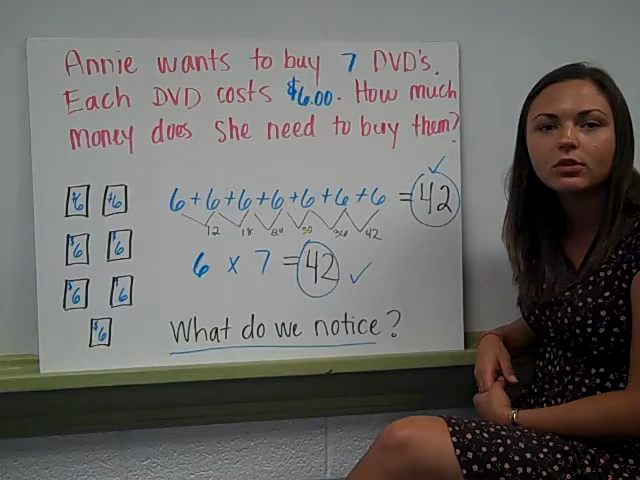 Annie wants to buy 7 DVD's.
Each DVD costs $6.00. How much
money does she need to buy them?
$6 $6
6+6+6+6+6+6+6 = 42
12 18 24 30 36 42
$6 $6
6 x 7 = 42
$6 $6
$6
What do we notice?